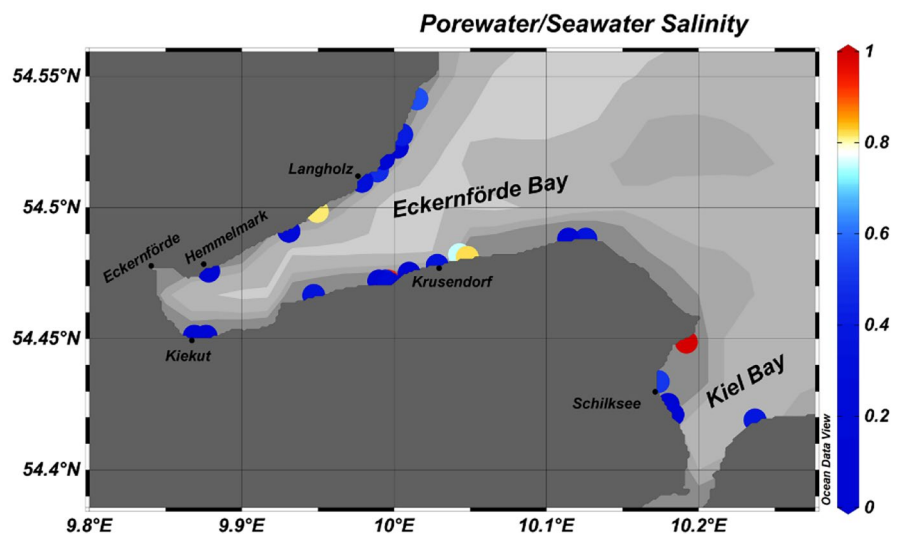 Porewater/Seawater Salinity
54.55°N
54.5°N
54.45°N
54.4°N
9.8°E
9.9°E
10°E
10.1°E
10.2°E
Langholz
Eckernförde Bay
Hemmelmark
Eckernförde
Krusendorf
Kiekut
Schilksee
Kiel Bay
Ocean Data View
1
0.8
0.6
0.4
0.2
0